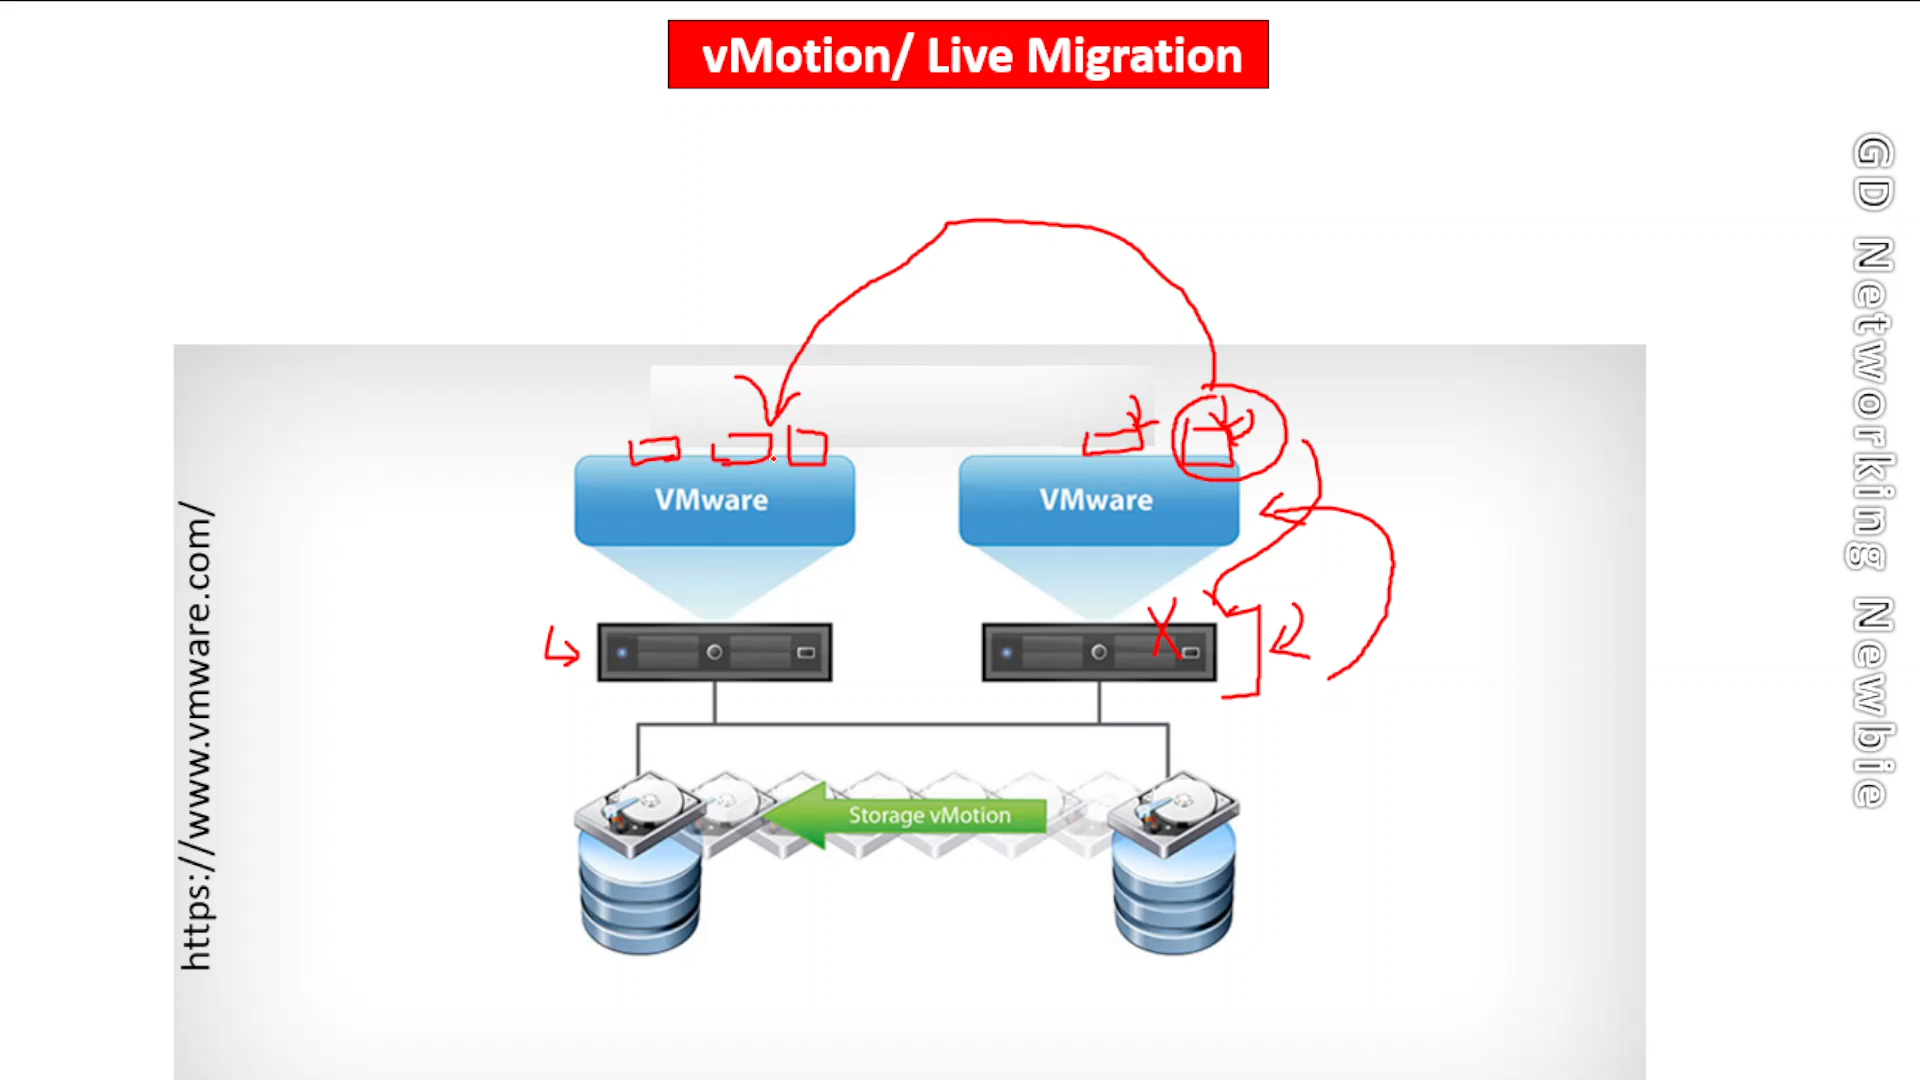 vMotion/ Live Migration
GD Networking Newbie
https://www.vmware.com/
VMware
VMware
X
Storage vMotion